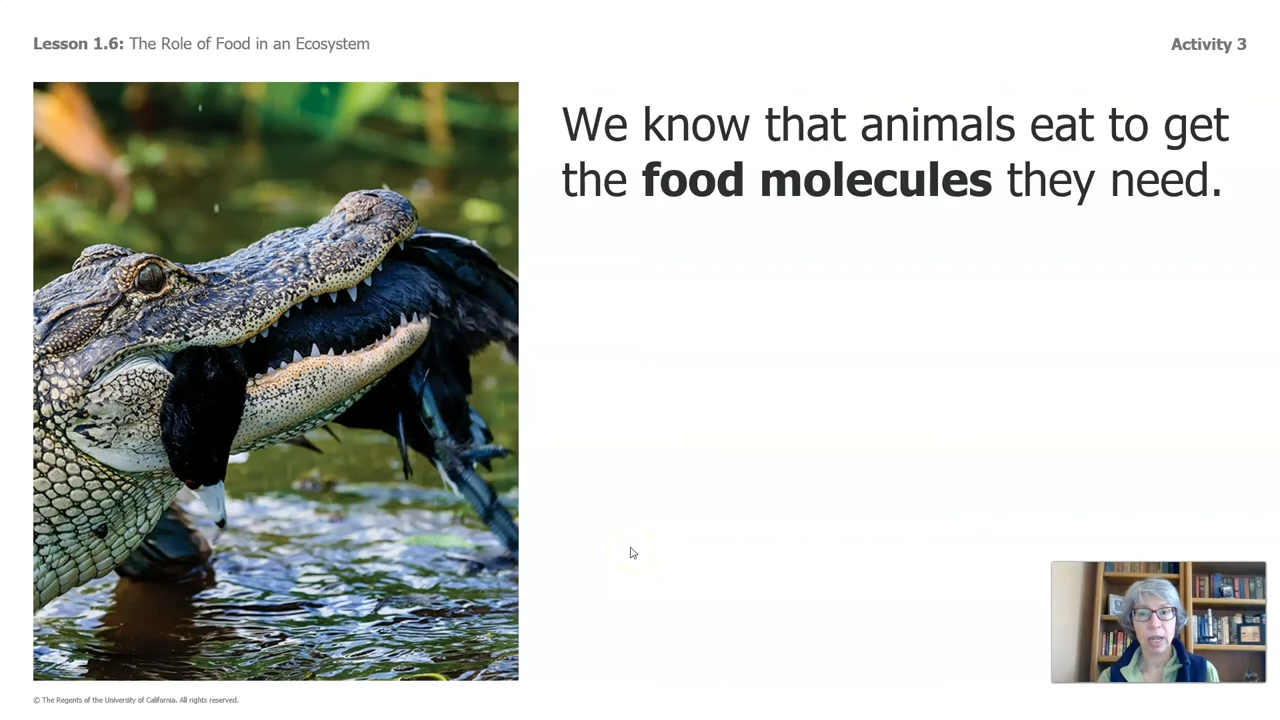 Lesson 1.6: The Role of Food in an Ecosystem
Activity 3
We know that animals eat to get
the food molecules they need.
© The Regents of the University of California. All rights reserved.